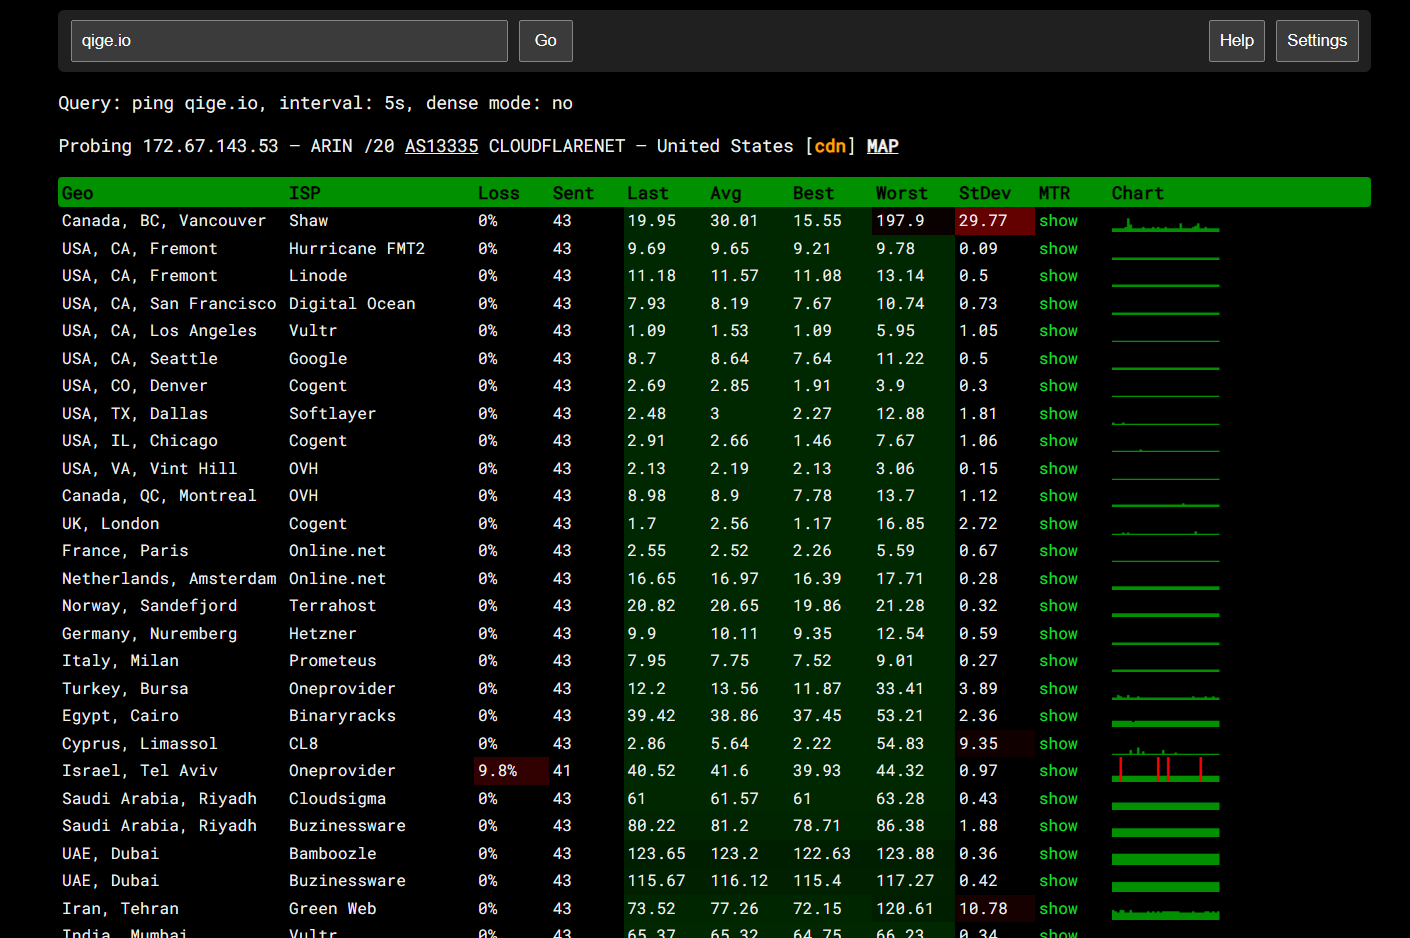 qige.io Go Help Settings
Query: ping qige.io, interval: 5s, dense mode: no
Probing 172.67.143.53 — ARIN /20 AS13335 CLOUDFLARENET — United States [cdn] MAP
Geo ISP Loss Sent Last Avg Best Worst StDev MTR Chart
Canada, BC, Vancouver Shaw 0% 43 19.95 30.01 15.55 197.9 29.77 show
USA, CA, Fremont Hurricane FMT2 0% 43 9.69 9.65 9.21 9.78 0.09 show
USA, CA, Fremont Linode 0% 43 11.18 11.57 11.08 13.14 0.5 show
USA, CA, San Francisco Digital Ocean 0% 43 7.93 8.19 7.67 10.74 0.73 show
USA, CA, Los Angeles Vultr 0% 43 1.09 1.53 1.09 5.95 1.05 show
USA, CA, Seattle Google 0% 43 8.7 8.64 7.64 11.22 0.5 show
USA, CO, Denver Cogent 0% 43 2.69 2.85 1.91 3.9 0.3 show
USA, TX, Dallas Softlayer 0% 43 2.48 3 2.27 12.88 1.81 show
USA, IL, Chicago Cogent 0% 43 2.91 2.66 1.46 7.67 1.06 show
USA, VA, Vint Hill OVH 0% 43 2.13 2.19 2.13 3.06 0.15 show
Canada, QC, Montreal OVH 0% 43 8.98 8.9 7.78 13.7 1.12 show
UK, London Cogent 0% 43 1.7 2.56 1.17 16.85 2.72 show
France, Paris Online.net 0% 43 2.55 2.52 2.26 5.59 0.67 show
Netherlands, Amsterdam Online.net 0% 43 16.65 16.97 16.39 17.71 0.28 show
Norway, Sandefjord Terrahost 0% 43 20.82 20.65 19.86 21.28 0.32 show
Germany, Nuremberg Hetzner 0% 43 9.9 10.11 9.35 12.54 0.59 show
Italy, Milan Prometeus 0% 43 7.95 7.75 7.52 9.01 0.27 show
Turkey, Bursa Oneprovider 0% 43 12.2 13.56 11.87 33.41 3.89 show
Egypt, Cairo Binaryracks 0% 43 39.42 38.86 37.45 53.21 2.36 show
Cyprus, Limassol CL8 0% 43 2.86 5.64 2.22 54.83 9.35 show
Israel, Tel Aviv Oneprovider 9.8% 41 40.52 41.6 39.93 44.32 0.97 show
Saudi Arabia, Riyadh Cloudsigma 0% 43 61 61.57 61 63.28 0.43 show
Saudi Arabia, Riyadh Buzinessware 0% 43 80.22 81.2 78.71 86.38 1.88 show
UAE, Dubai Bamboozle 0% 43 123.65 123.2 122.63 123.88 0.36 show
UAE, Dubai Buzinessware 0% 43 115.67 116.12 115.4 117.27 0.42 show
Iran, Tehran Green Web 0% 43 73.52 77.26 72.15 120.61 10.78 show
India, Mumbai Vultr 0% 43 65.37 65.32 64.75 66.23 0.34 show